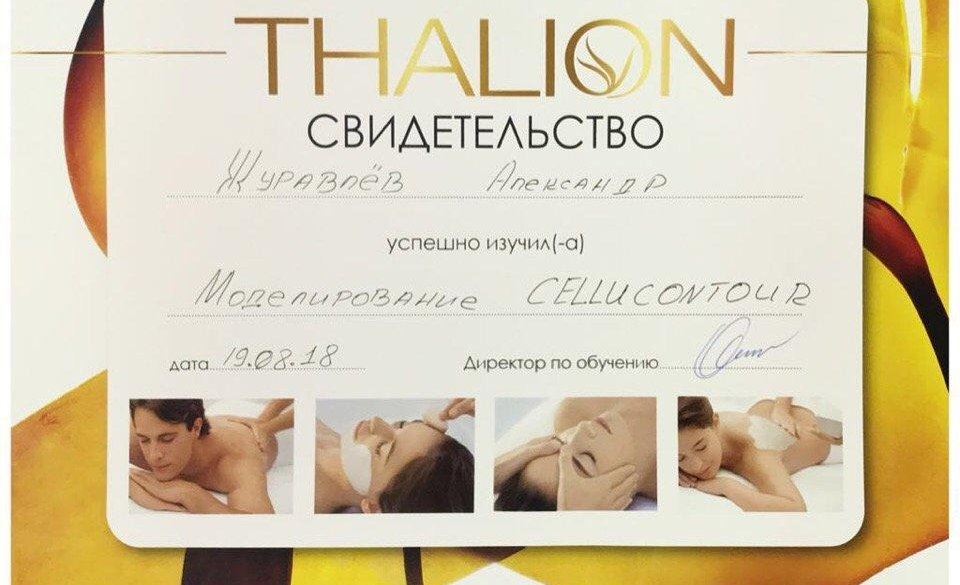 THALION
СВИДЕТЕЛЬСТВО
Журавлёв Александр
успешно изучил(-а)
Моделирование CELLUCONTOUR
дата 19.08.18 Директор по обучению